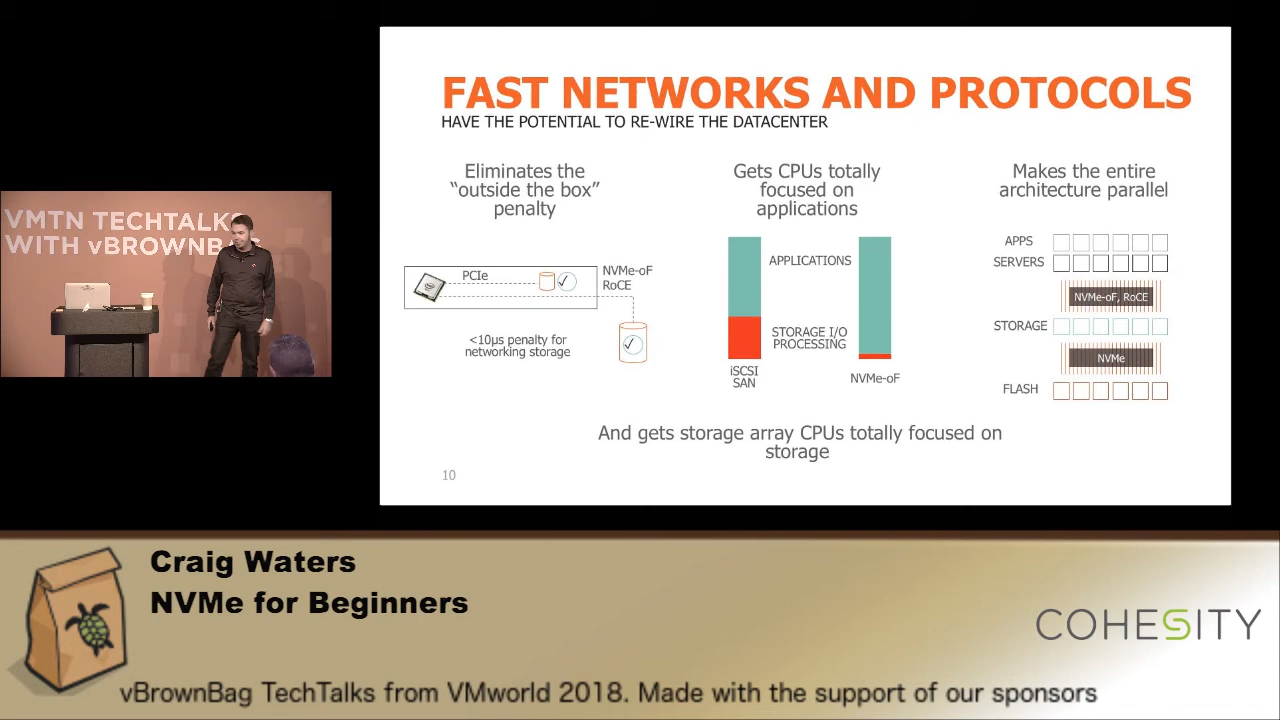 VMTN TECHTALKS
WITH vBROWNBAG
FAST NETWORKS AND PROTOCOLS
HAVE THE POTENTIAL TO RE-WIRE THE DATACENTER
Eliminates the
“outside the box”
penalty
PCIe
NVMe-oF
RoCE
<10µs penalty for
networking storage
Gets CPUs totally
focused on
applications
APPLICATIONS
STORAGE I/O
PROCESSING
iSCSI
SAN
NVMe-oF
Makes the entire
architecture parallel
APPS
SERVERS
NVMe-oF, RoCE
STORAGE
NVMe
FLASH
And gets storage array CPUs totally focused on
storage
10
Craig Waters
NVMe for Beginners
COHESITY
vBrownBag TechTalks from VMworld 2018. Made with the support of our sponsors